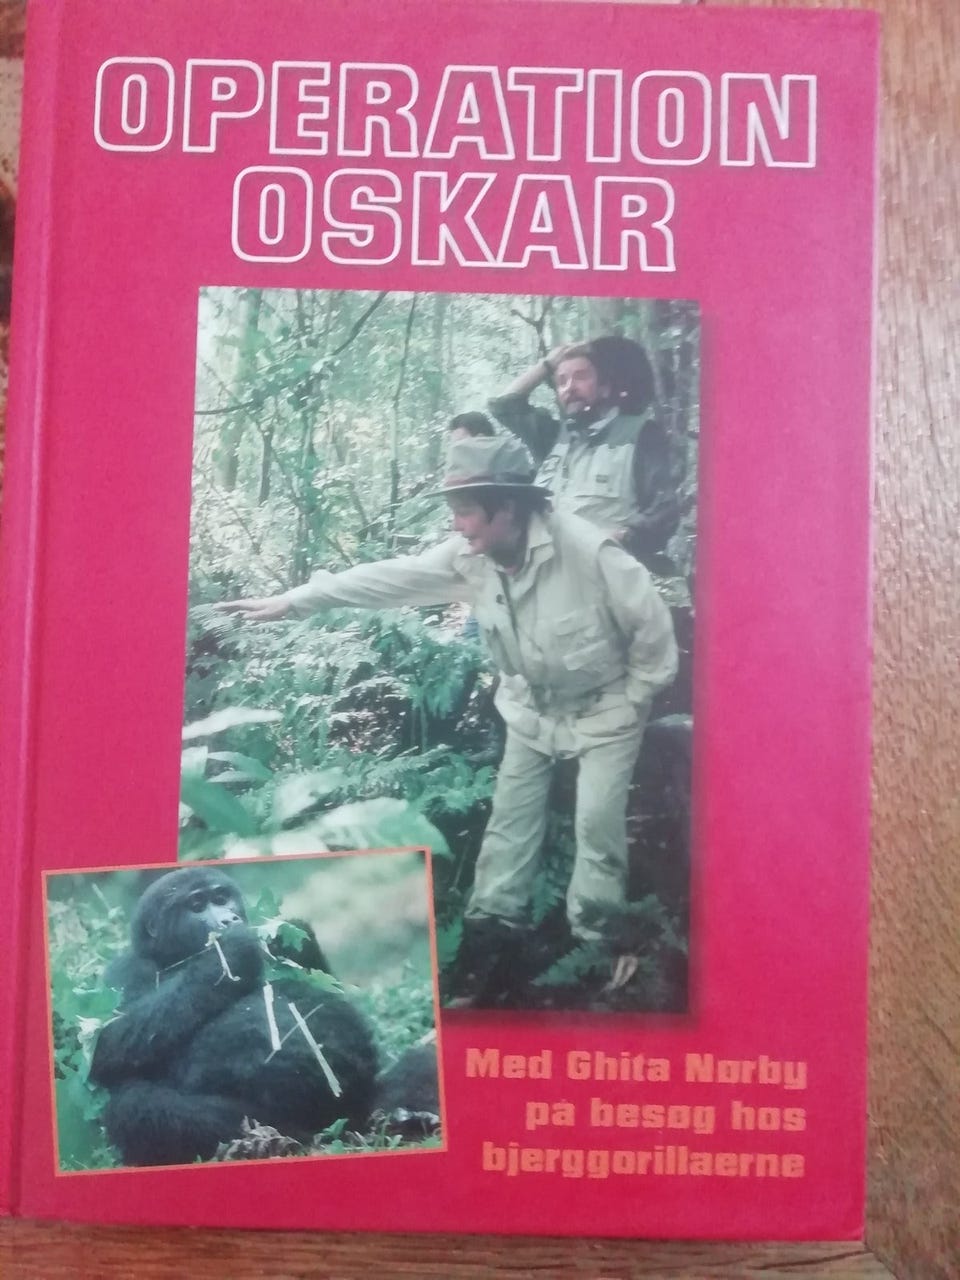 OPERATION
OSKAR
Med Ghita Nørby
på besøg hos
bjerggorillaerne